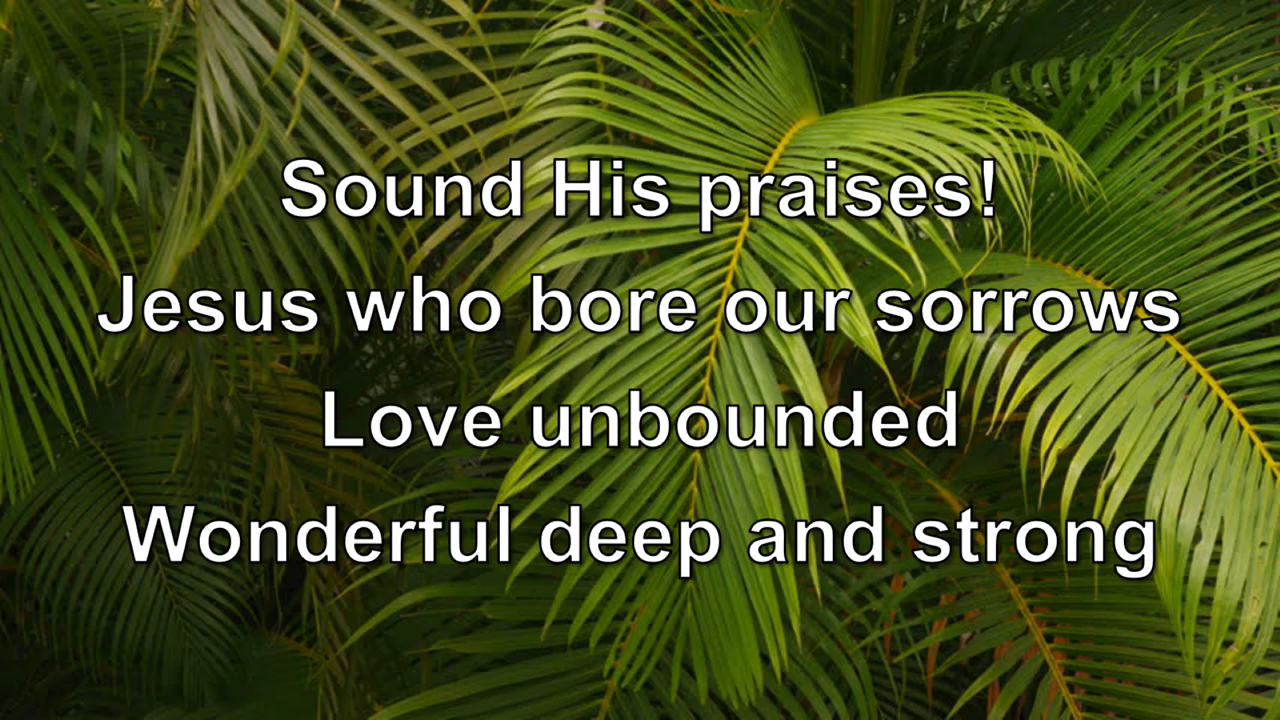 Sound His praises!
Jesus who bore our sorrows
Love unbounded
Wonderful deep and strong